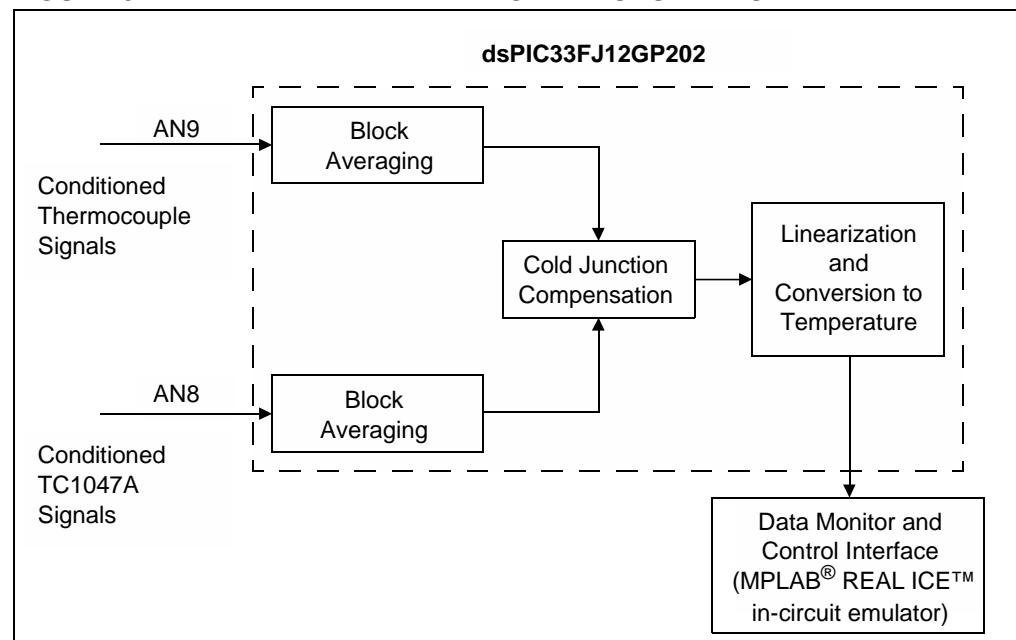 dsPIC33FJ12GP202
AN9
Block
Averaging
Conditioned
Thermocouple
Signals
Cold Junction
Compensation
Linearization
and
Conversion to
Temperature
AN8
Block
Averaging
Conditioned
TC1047A
Signals
Data Monitor and
Control Interface
(MPLAB® REAL ICE™
in-circuit emulator)